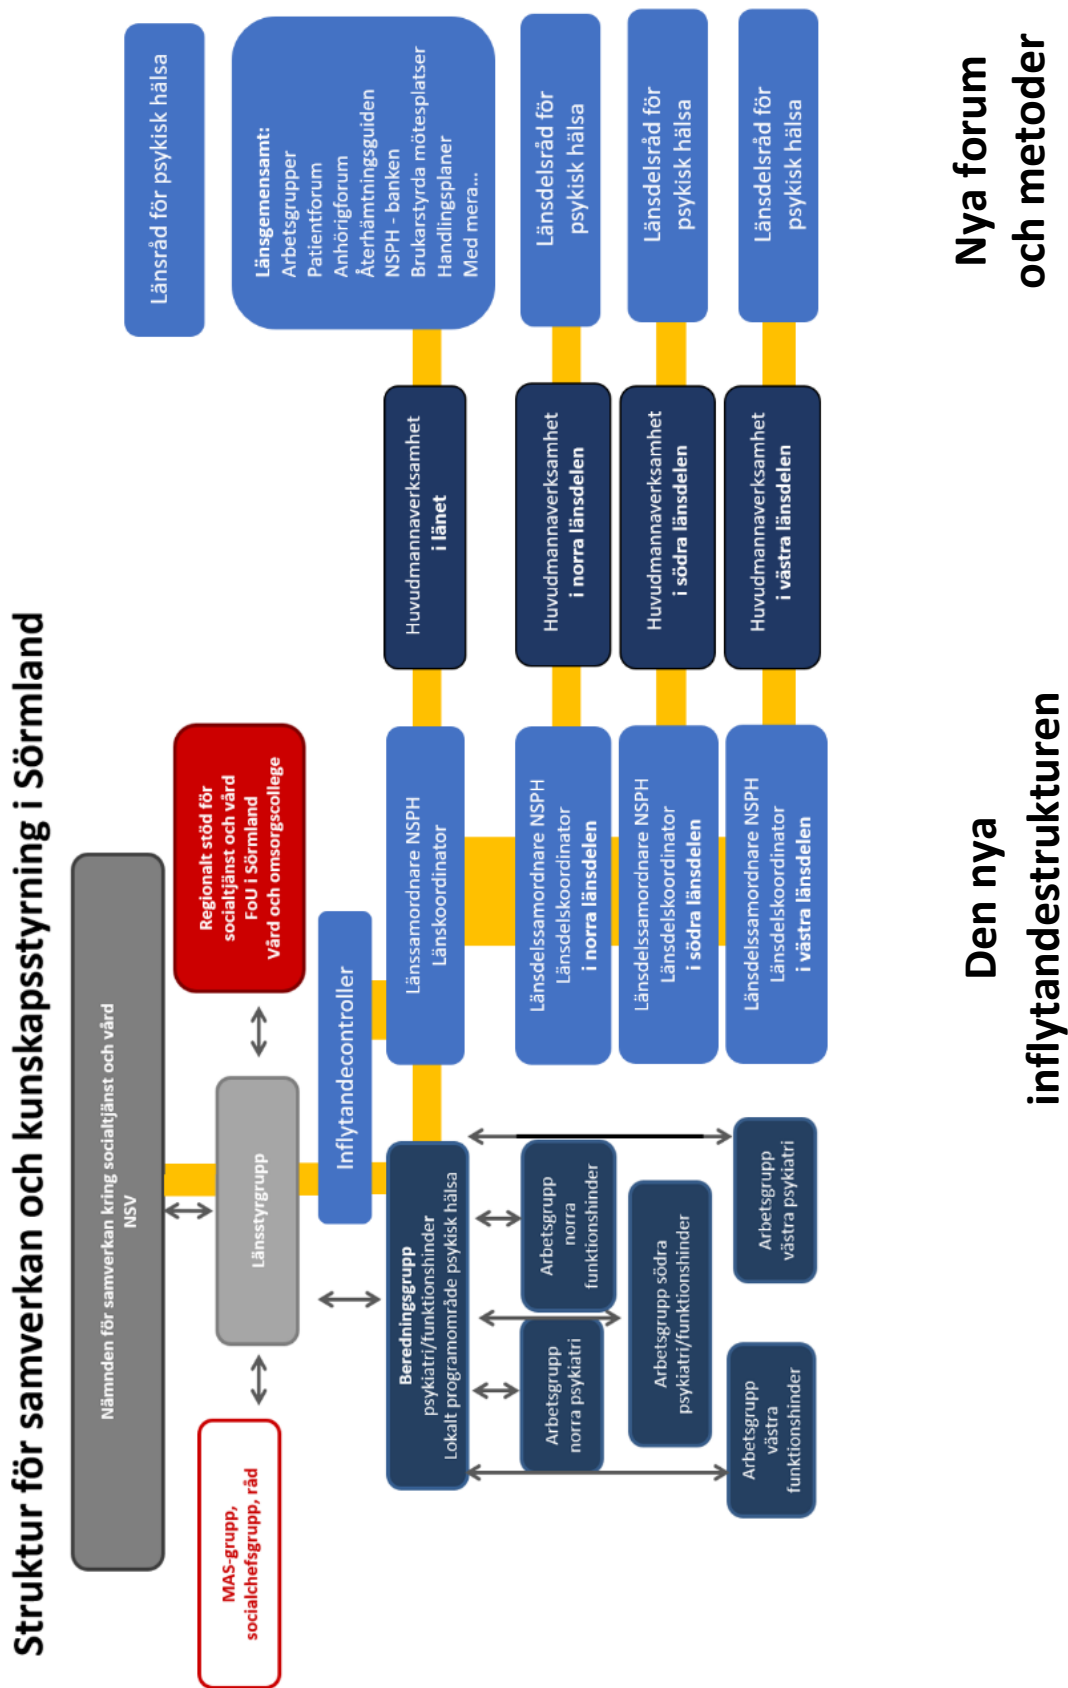 Struktur för samverkan och kunskapsstyrning i Sörmland
Nämnden för samverkan kring socialtjänst och vård
NSV
MAS-grupp,
socialchefsgrupp, råd
Länsstyrgrupp
Regionalt stöd för
socialtjänst och vård
FoU i Sörmland
Vård och omsorgscollege
Länsråd för psykisk hälsa
Inflytandecontroller
Länsgemensamt:
Arbetsgrupper
Patientforum
Anhörigforum
Återhämtningsguiden
NSPH - banken
Brukarstyrda mötesplatser
Handlingsplaner
Med mera...
Beredningsgrupp
psykiatri/funktionshinder
Lokalt programområde psykisk hälsa
Länssamordnare NSPH
Länskoordinator
Huvudmannaverksamhet
i länet
Arbetsgrupp
norra psykiatri
Arbetsgrupp
norra
funktionshinder
Länsdelssamordnare NSPH
Länsdelskoordinator
i norra länsdelen
Huvudmannaverksamhet
i norra länsdelen
Länsdelsråd för
psykisk hälsa
Arbetsgrupp södra
psykiatri/funktionshinder
Länsdelssamordnare NSPH
Länsdelskoordinator
i södra länsdelen
Huvudmannaverksamhet
i södra länsdelen
Länsdelsråd för
psykisk hälsa
Arbetsgrupp
västra
funktionshinder
Arbetsgrupp
västra psykiatri
Länsdelssamordnare NSPH
Länsdelskoordinator
i västra länsdelen
Huvudmannaverksamhet
i västra länsdelen
Länsdelsråd för
psykisk hälsa
Den nya
inflytandestrukturen
Nya forum
och metoder